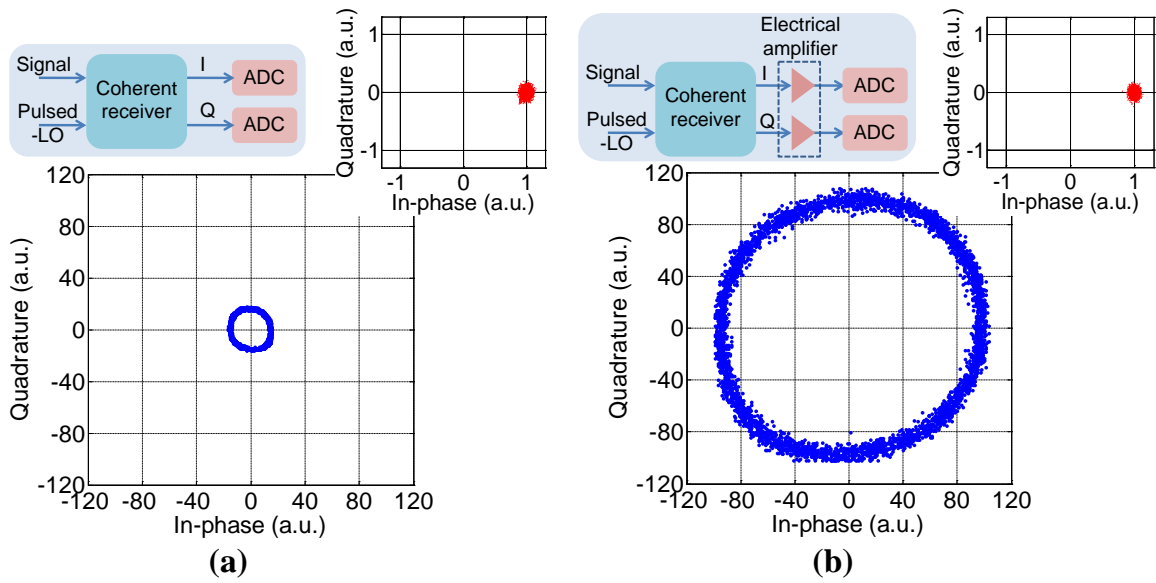 Signal
Pulsed
-LO
Coherent
receiver
I
Q
ADC
ADC
Quadrature (a.u.)
1
0
-1
-1 0 1
In-phase (a.u.)
Quadrature (a.u.)
120
80
40
0
-40
-80
-120
-120 -80 -40 0 40 80 120
In-phase (a.u.)
(a)
Electrical
amplifier
Signal
Pulsed
-LO
Coherent
receiver
I
Q
ADC
ADC
Quadrature (a.u.)
1
0
-1
-1 0 1
In-phase (a.u.)
Quadrature (a.u.)
120
80
40
0
-40
-80
-120
-120 -80 -40 0 40 80 120
In-phase (a.u.)
(b)